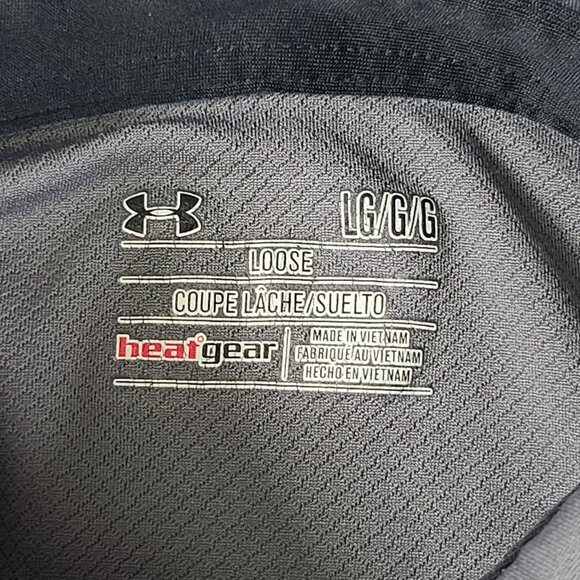 LG/G/G
LOOSE
COUPE LÂCHE/SUELTO
heatgear
MADE IN VIETNAM
FABRIQUÉ AU VIETNAM
HECHO EN VIETNAM